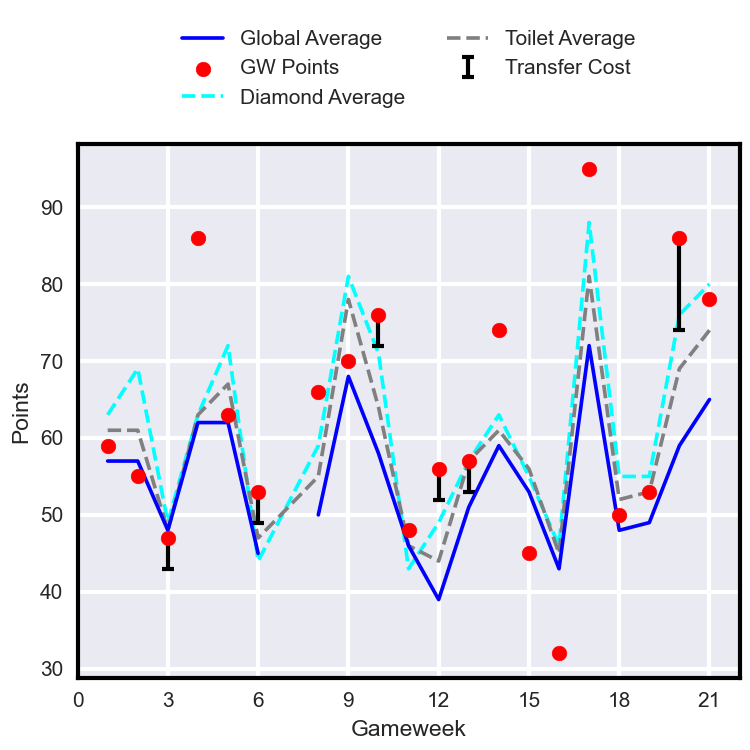 Global Average
GW Points
Diamond Average
Toilet Average
Transfer Cost
Points
90
80
70
60
50
40
30
0 3 6 9 12 15 18 21
Gameweek